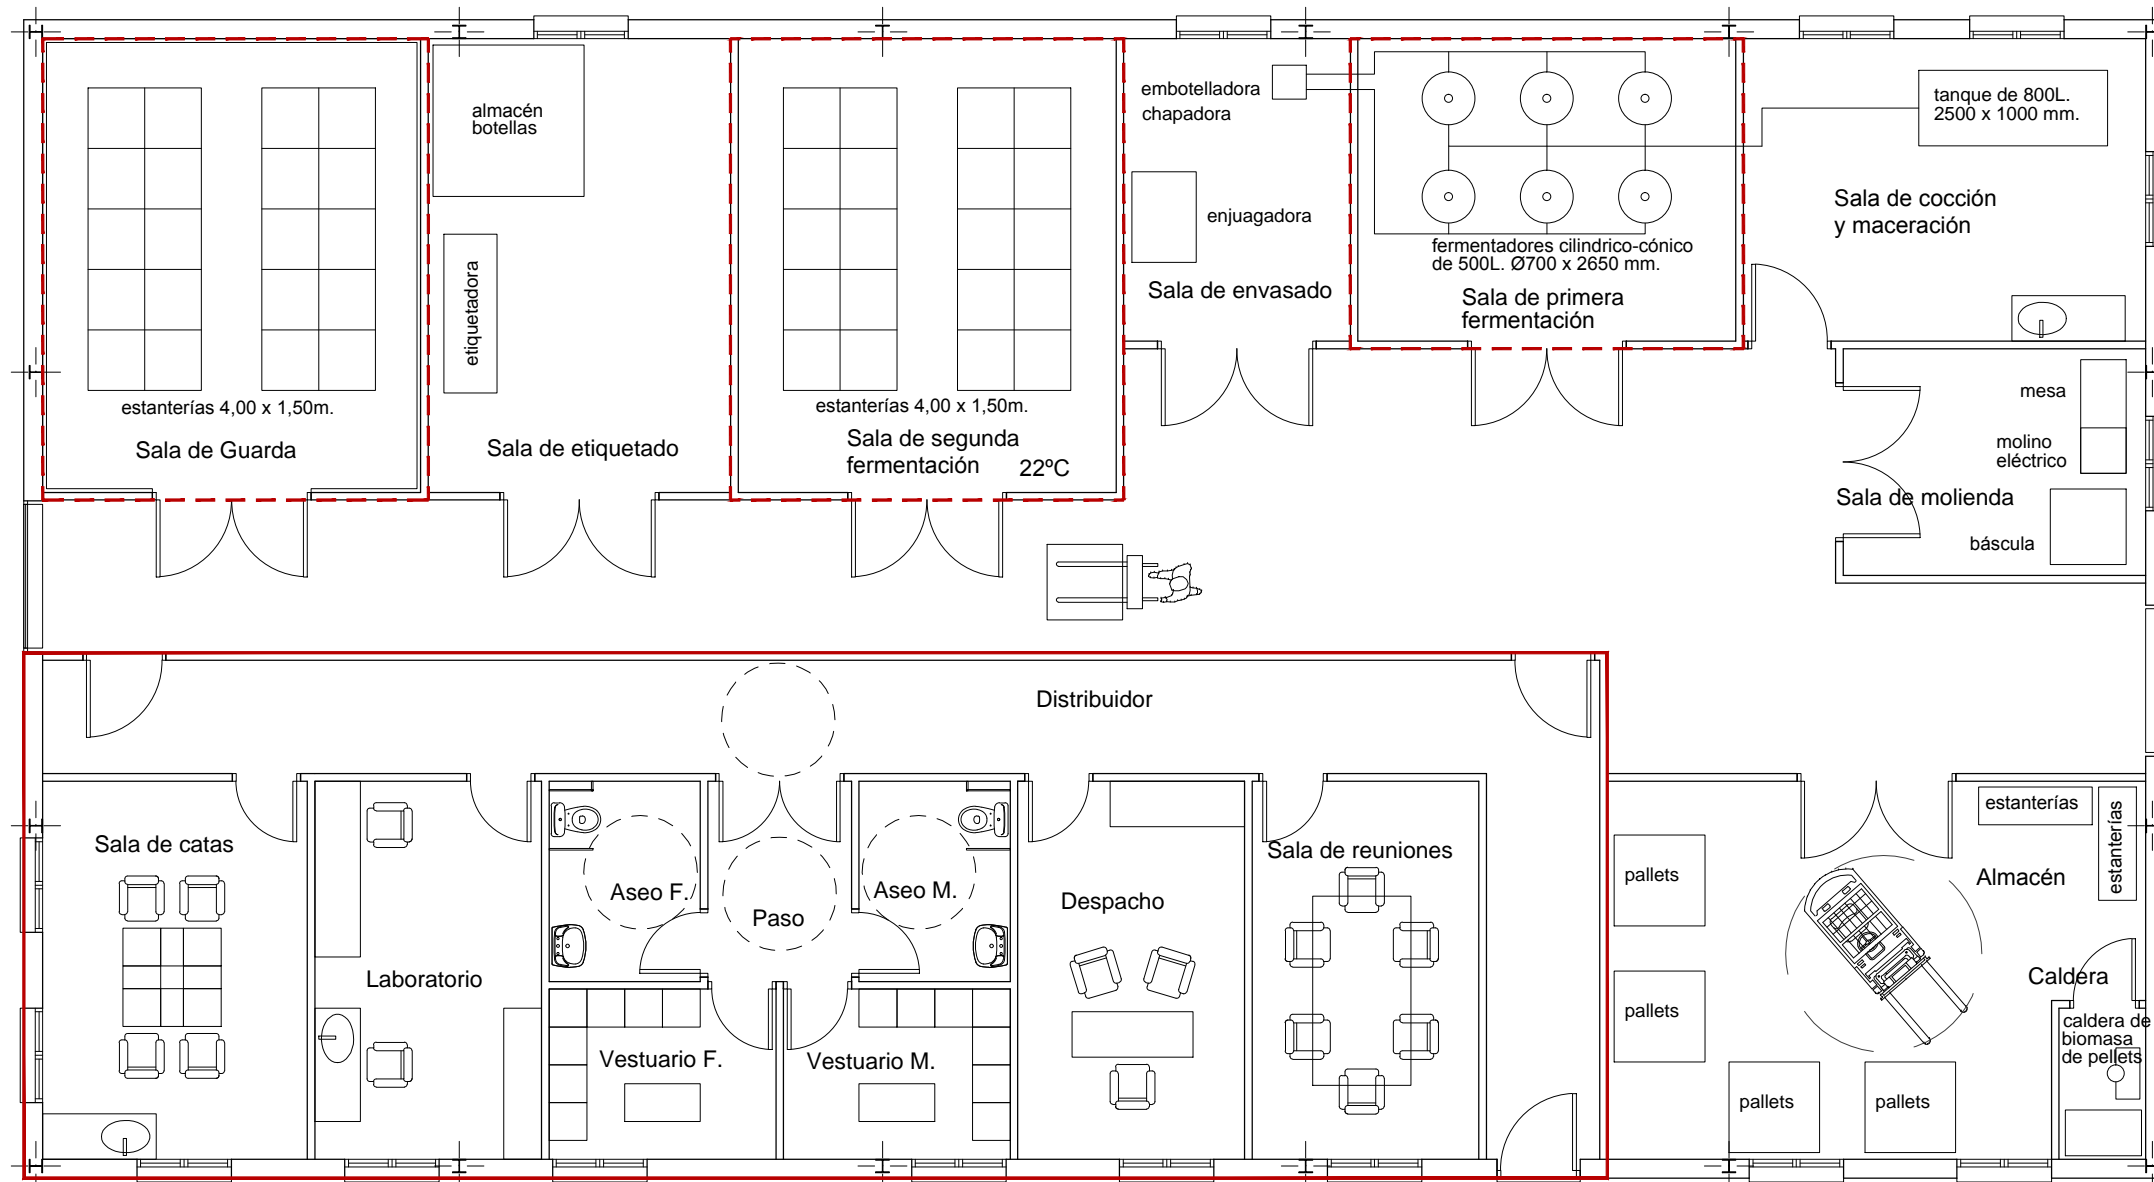 almacén
botellas
etiquetadora
estanterías 4,00 x 1,50m.
Sala de Guarda
Sala de etiquetado
estanterías 4,00 x 1,50m.
Sala de segunda
fermentación
22ºC
embotelladora
chapadora
enjuagadora
Sala de envasado
fermentadores cilindrico-cónico
de 500L. Ø700 x 2650 mm.
Sala de primera
fermentación
tanque de 800L.
2500 x 1000 mm.
Sala de cocción
y maceración
mesa
molino
eléctrico
Sala de molienda
báscula
Distribuidor
Sala de catas
Laboratorio
Aseo F.
Paso
Aseo M.
Vestuario F.
Vestuario M.
Despacho
Sala de reuniones
estanterías
estanterías
pallets
Almacén
pallets
Caldera
caldera de
biomasa
de pellets
pallets
pallets